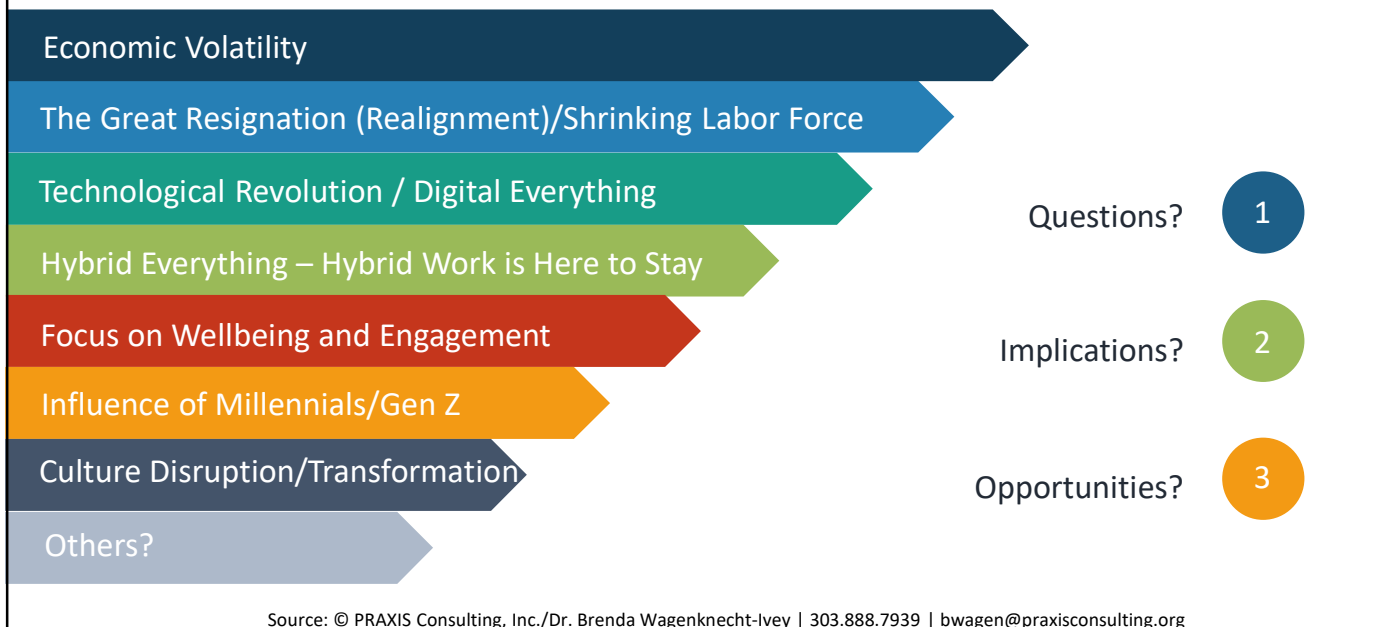 Economic Volatility
The Great Resignation (Realignment)/Shrinking Labor Force
Technological Revolution / Digital Everything
Hybrid Everything – Hybrid Work is Here to Stay
Focus on Wellbeing and Engagement
Influence of Millennials/Gen Z
Culture Disruption/Transformation
Others?
Questions? 1
Implications? 2
Opportunities? 3
Source: © PRAXIS Consulting, Inc./Dr. Brenda Wagenknecht-Ivey | 303.888.7939 | bwagen@praxisconsulting.org